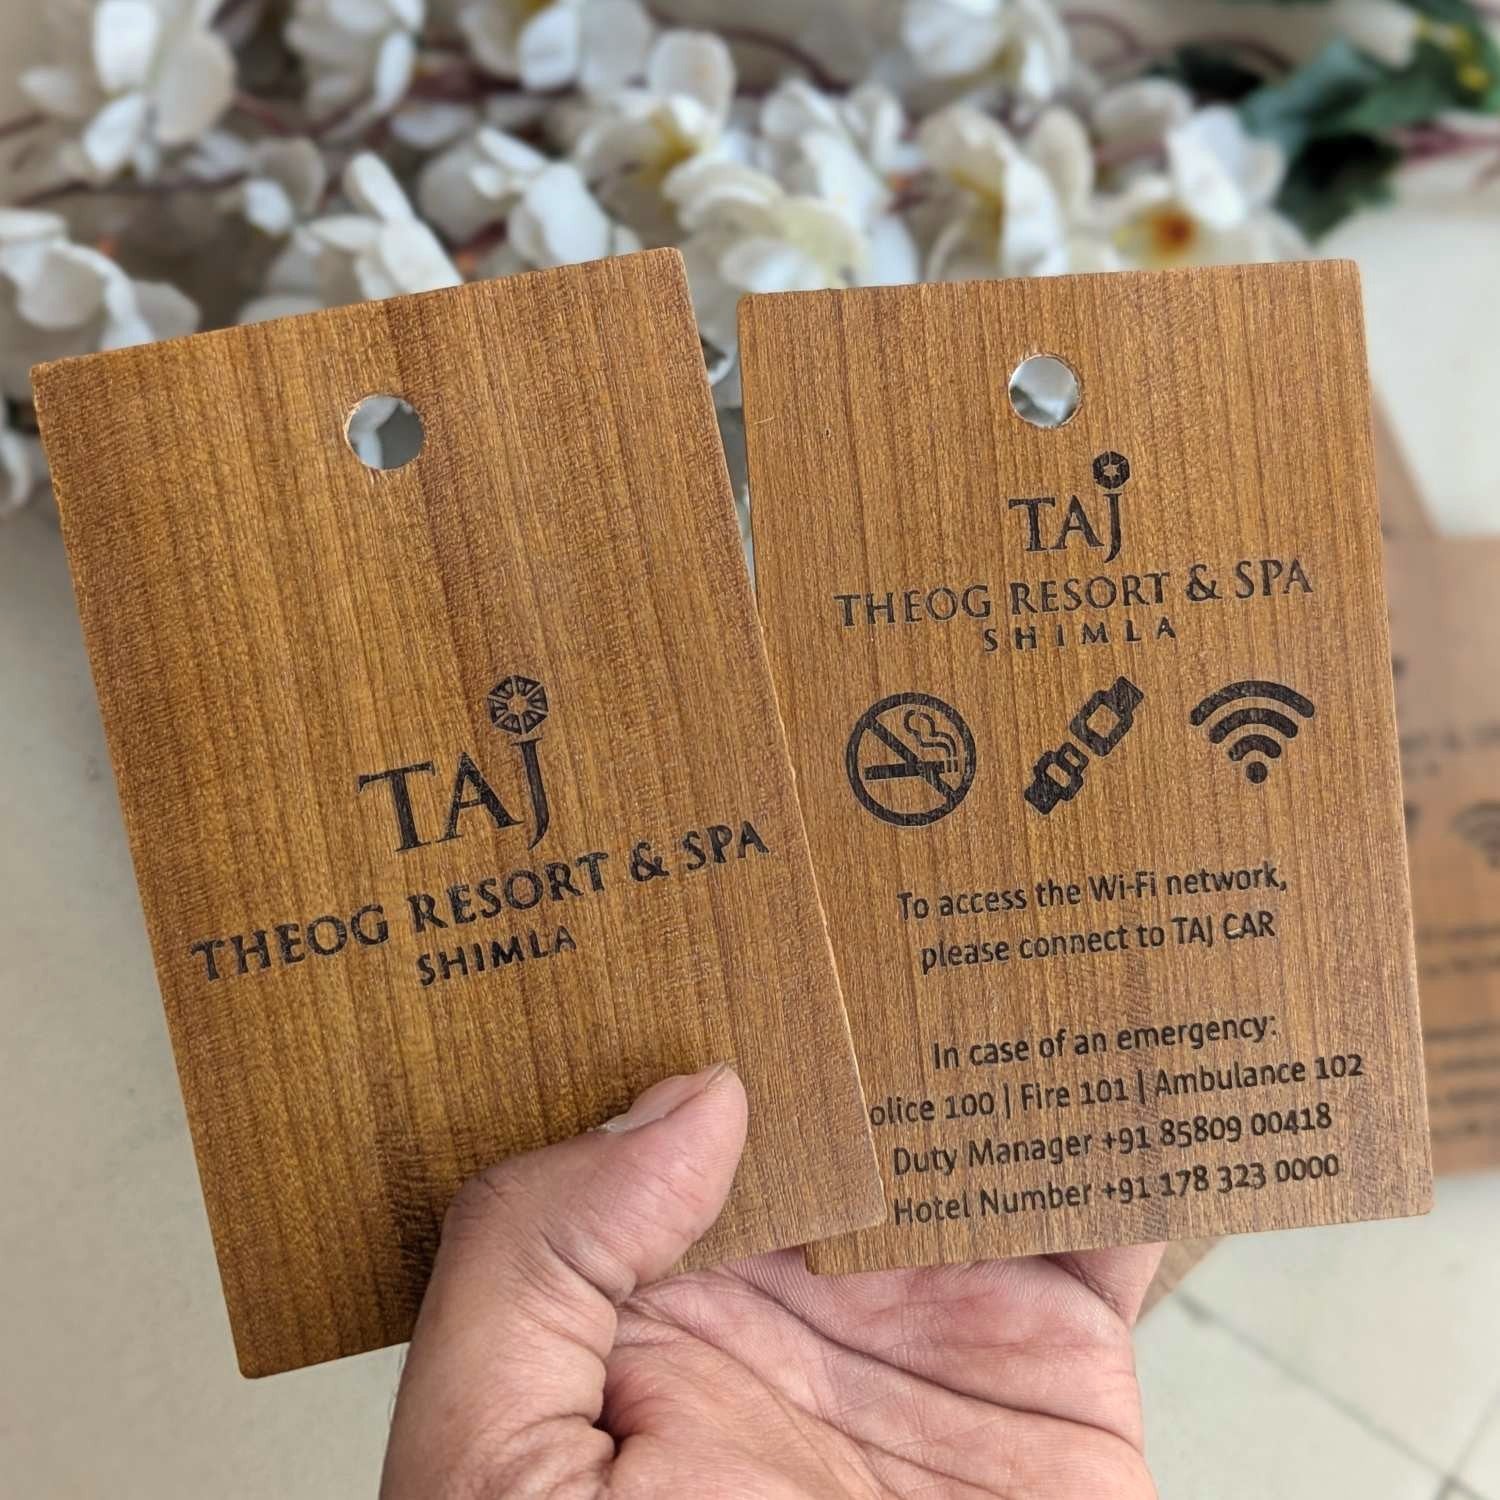 TAJ
THEOG RESORT & SPA
SHIMLA
TAJ
THEOG RESORT & SPA
SHIMLA
To access the Wi-Fi network,
please connect to TAJ CAR
In case of an emergency:
olice 100 | Fire 101 | Ambulance 102
Duty Manager +91 85809 00418
Hotel Number +91 178 323 0000